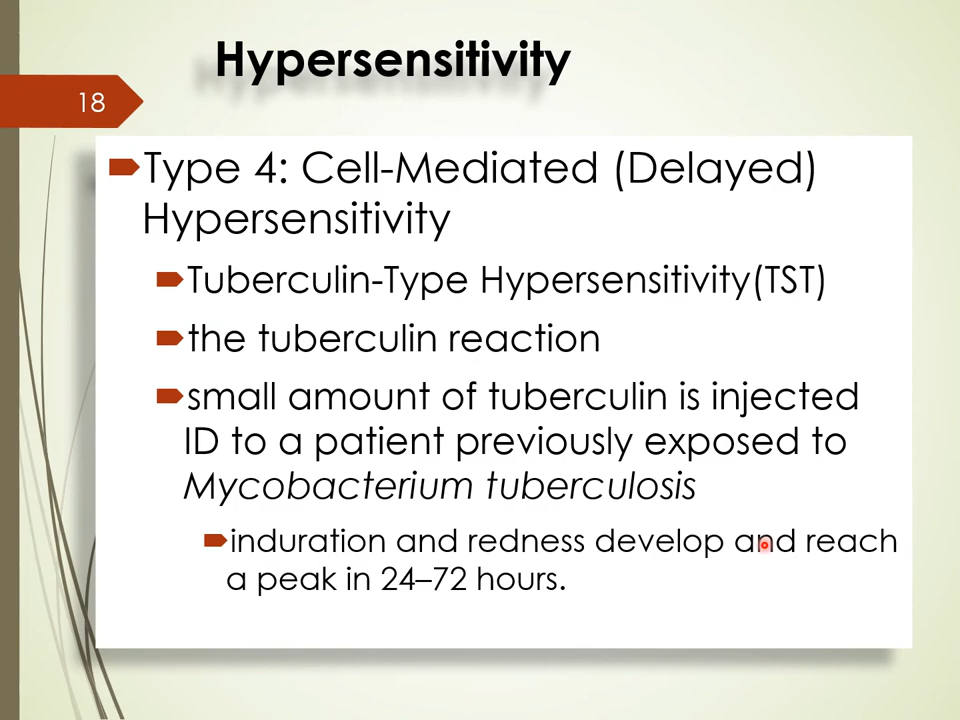 Hypersensitivity
18
Type 4: Cell-Mediated (Delayed)
Hypersensitivity
Tuberculin-Type Hypersensitivity(TST)
the tuberculin reaction
small amount of tuberculin is injected
ID to a patient previously exposed to
Mycobacterium tuberculosis
induration and redness develop and reach
a peak in 24–72 hours.